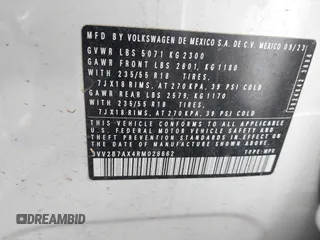 MFD. BY VOLKSWAGEN DE MEXICO S.A. DE C.V. MEXICO 09/23
GVWR LBS 5071 KG 2300
GAWR FRONT LBS 2601 KG 1180
WITH 235/55 R18 TIRES,
7JX18 RIMS, AT 270 KPA, 39 PSI COLD
GAWR REAR LBS 2579, KG 1170
WITH 235/55 R18 TIRES,
7JX18 RIMS, AT 270 KPA, 39 PSI COLD
THIS VEHICLE CONFORMS TO ALL APPLICABLE
U.S. FEDERAL MOTOR VEHICLE SAFETY AND THEFT PREVENTION
STANDARDS IN EFFECT ON THE DATE OF MANUFACTURE
SHOWN ABOVE.
3VV2B7AX4RM028662
TYPE: MPV
© DREAMBID